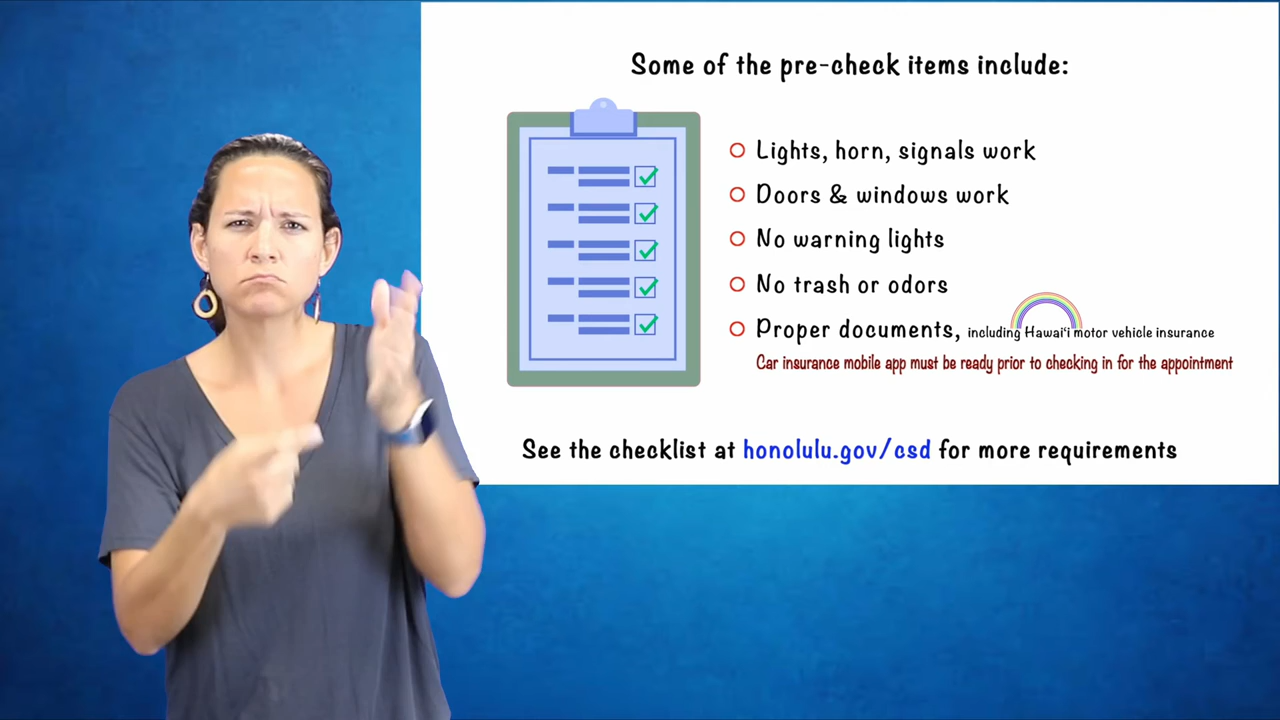 Some of the pre-check items include:
Lights, horn, signals work
Doors & windows work
No warning lights
No trash or odors
Proper documents, including Hawaiʻi motor vehicle insurance
Car insurance mobile app must be ready prior to checking in for the appointment
See the checklist at honolulu.gov/csd for more requirements